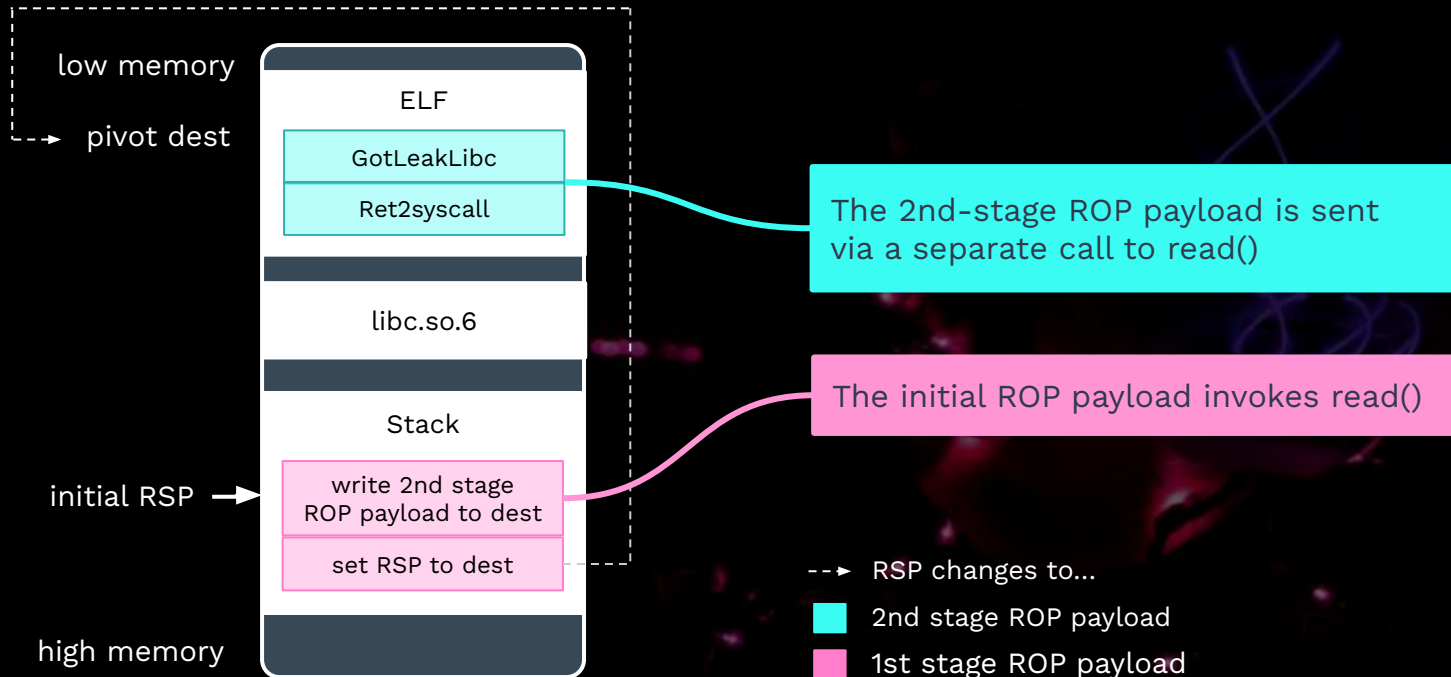 low memory
ELF
pivot dest
GotLeakLibc
Ret2syscall
The 2nd-stage ROP payload is sent
via a separate call to read()
libc.so.6
The initial ROP payload invokes read()
Stack
initial RSP
write 2nd stage
ROP payload to dest
set RSP to dest
RSP changes to...
2nd stage ROP payload
high memory
1st stage ROP payload